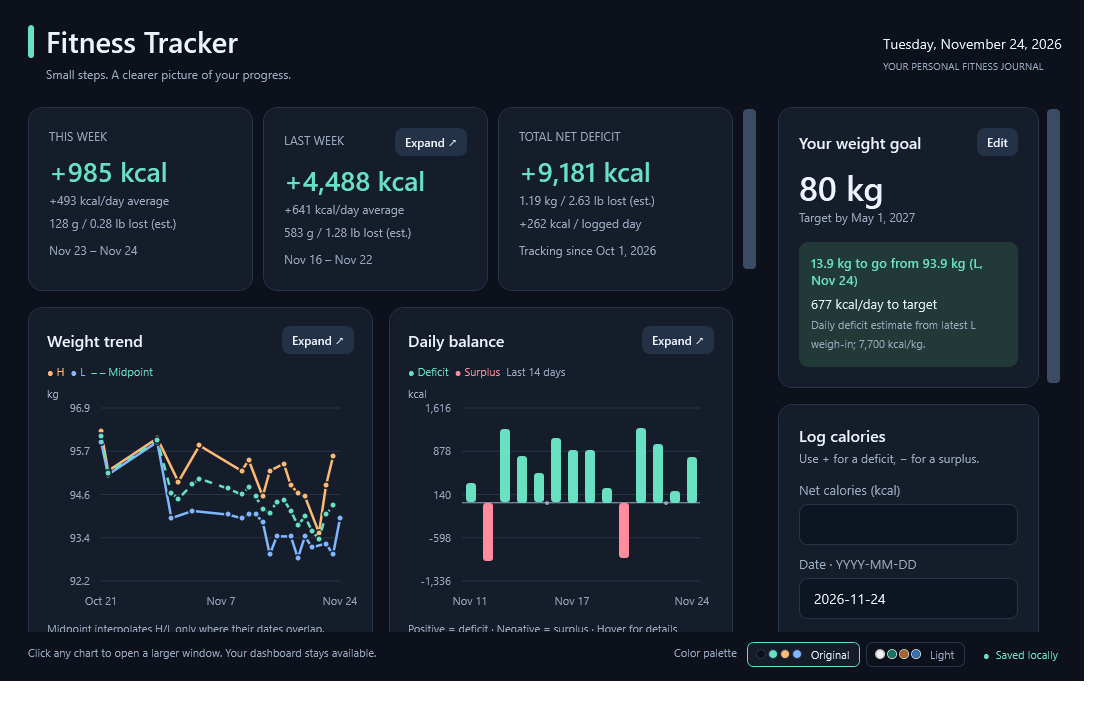 Fitness Tracker
Small steps. A clearer picture of your progress.
Tuesday, November 24, 2026
YOUR PERSONAL FITNESS JOURNAL
THIS WEEK
+985 kcal
+493 kcal/day average
128 g / 0.28 lb lost (est.)
Nov 23 – Nov 24
LAST WEEK
Expand ↗
+4,488 kcal
+641 kcal/day average
583 g / 1.28 lb lost (est.)
Nov 16 – Nov 22
TOTAL NET DEFICIT
+9,181 kcal
1.19 kg / 2.63 lb lost (est.)
+262 kcal / logged day
Tracking since Oct 1, 2026
Your weight goal
Edit
80 kg
Target by May 1, 2027
13.9 kg to go from 93.9 kg (L,
Nov 24)
677 kcal/day to target
Daily deficit estimate from latest L
weigh-in; 7,700 kcal/kg.
Weight trend
Expand ↗
● H ● L – – Midpoint
kg
96.9
95.7
94.6
93.4
92.2
Oct 21 Nov 7 Nov 24
Midpoint interpolates H/L only where their dates overlap.
Daily balance
Expand ↗
● Deficit ● Surplus Last 14 days
kcal
1,616
878
140
-598
-1,336
Nov 11 Nov 17 Nov 24
Positive = deficit · Negative = surplus · Hover for details
Log calories
Use + for a deficit, − for a surplus.
Net calories (kcal)
Date · YYYY-MM-DD
2026-11-24
Click any chart to open a larger window. Your dashboard stays available.
Color palette
Original
Light
● Saved locally